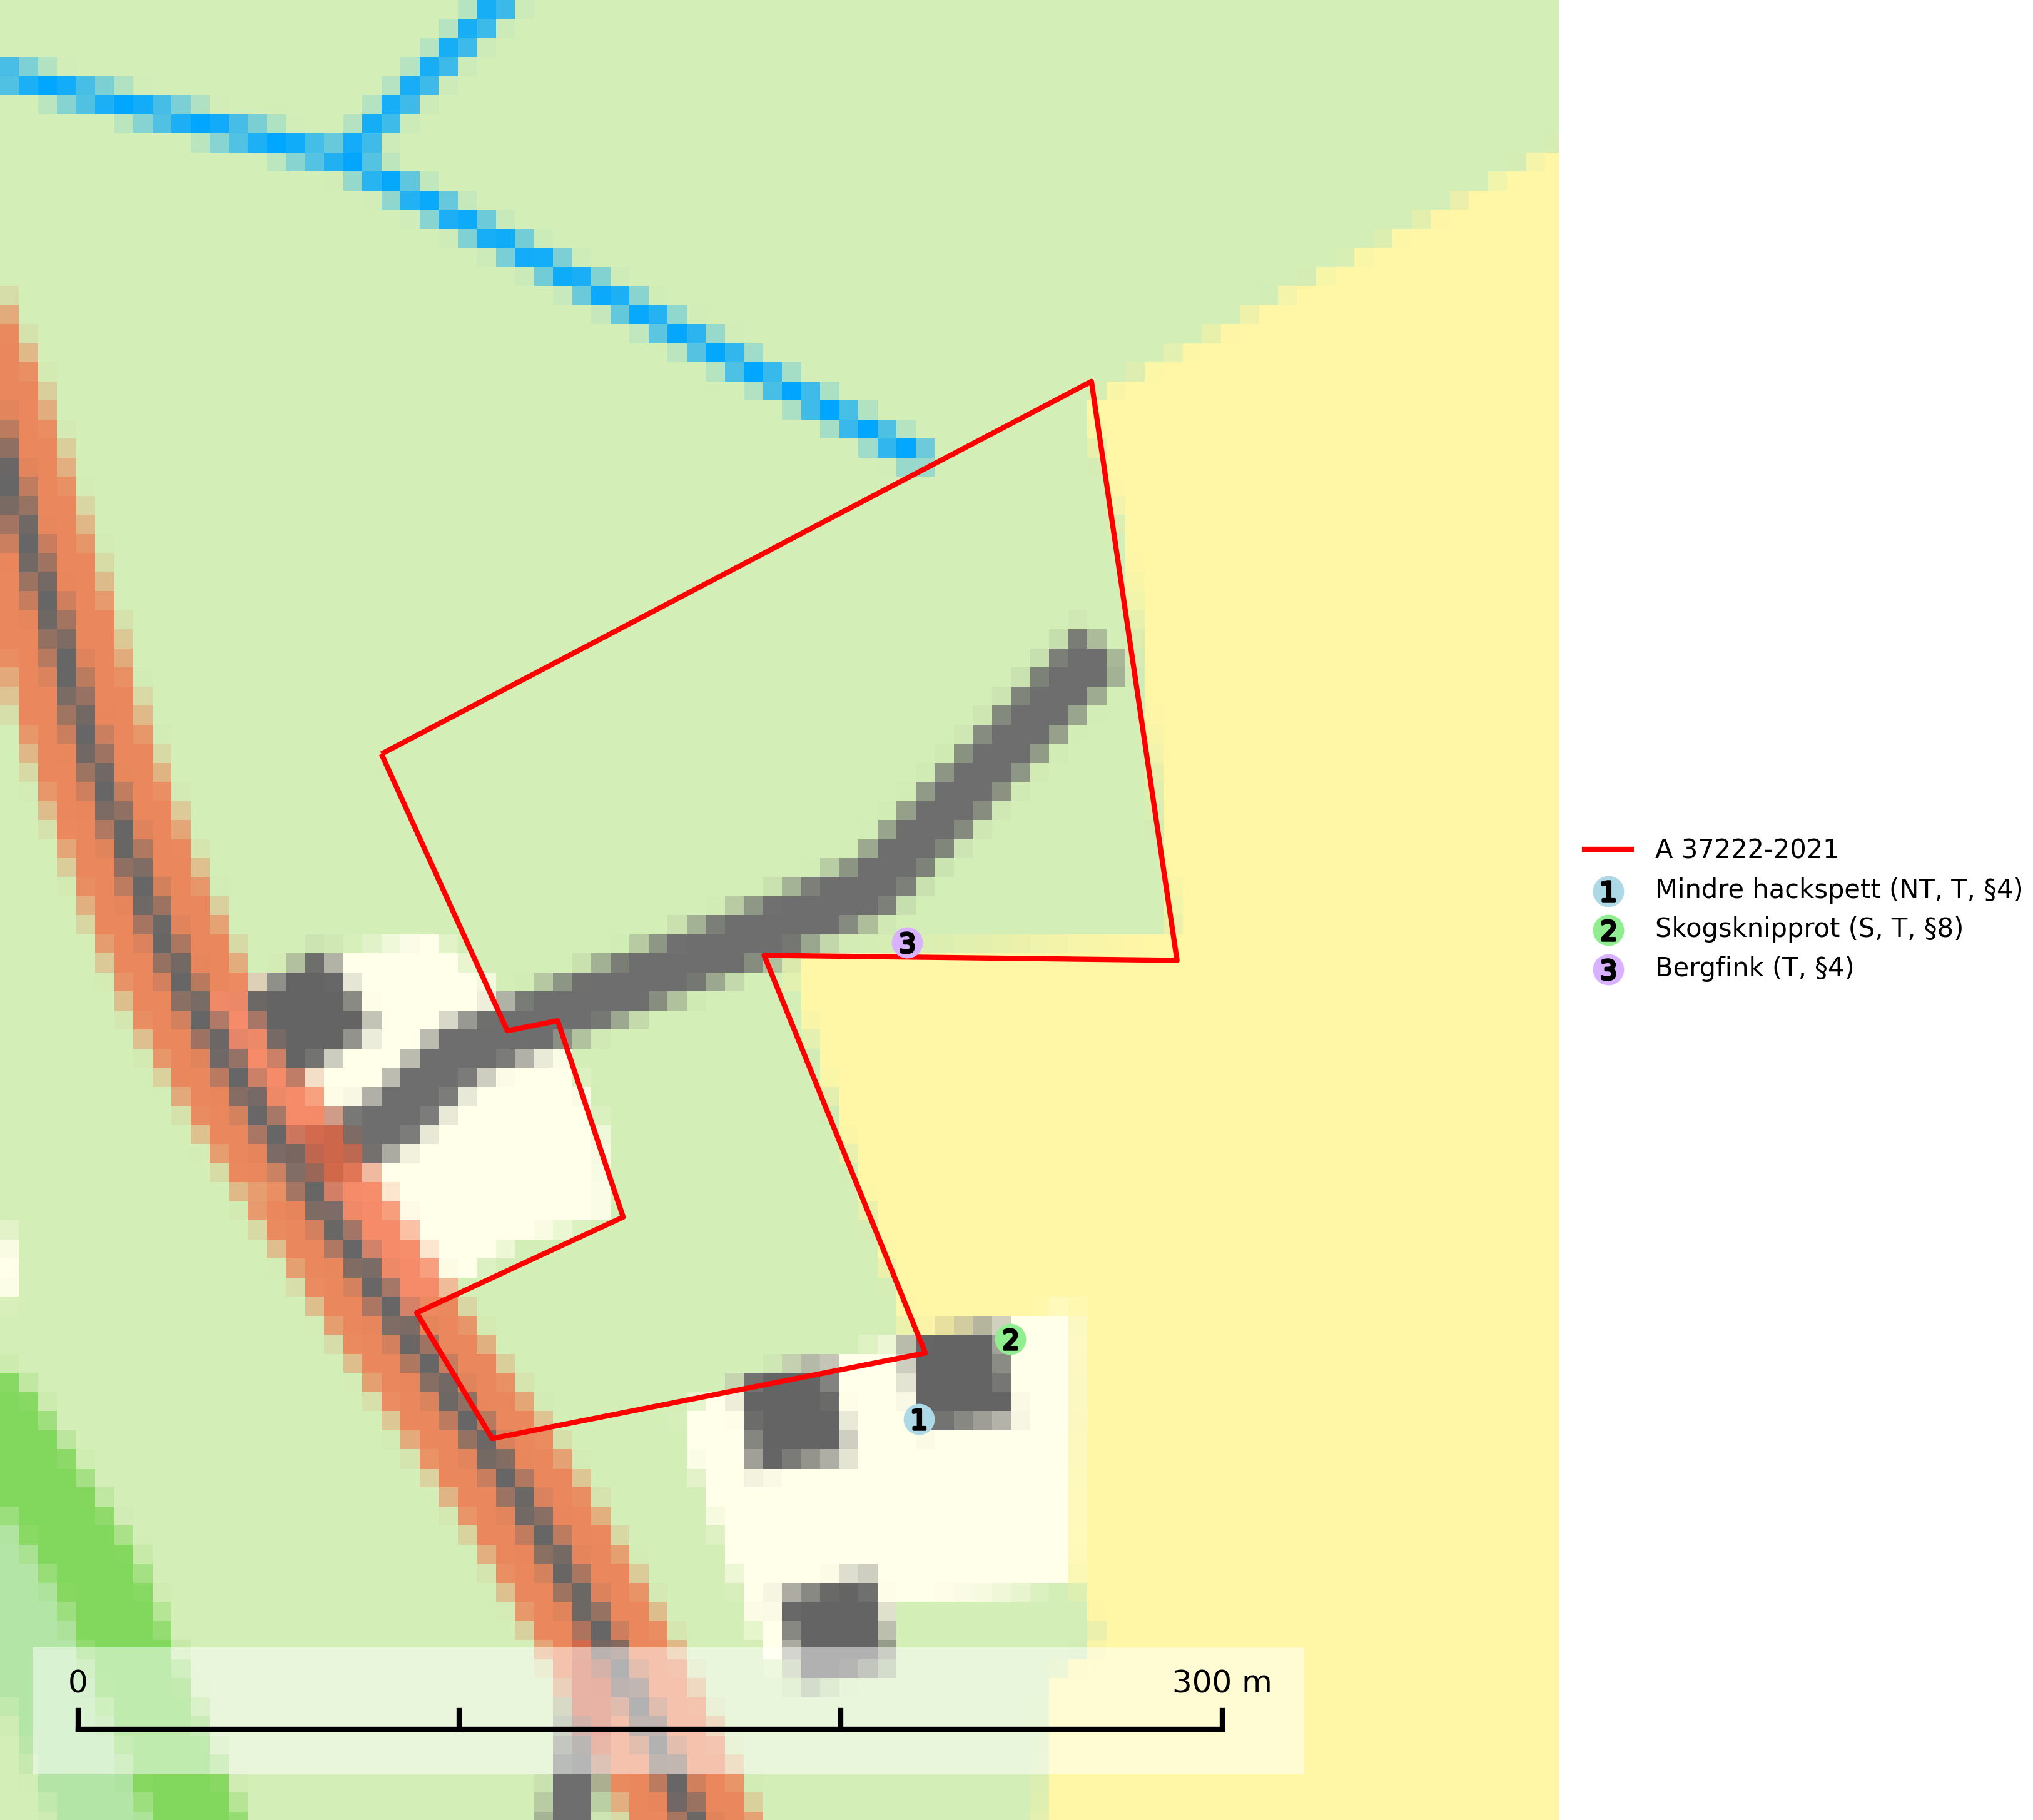 3
2
1
0 300 m
A 37222-2021
1 Mindre hackspett (NT, T, §4)
2 Skogsknipprot (S, T, §8)
3 Bergfink (T, §4)